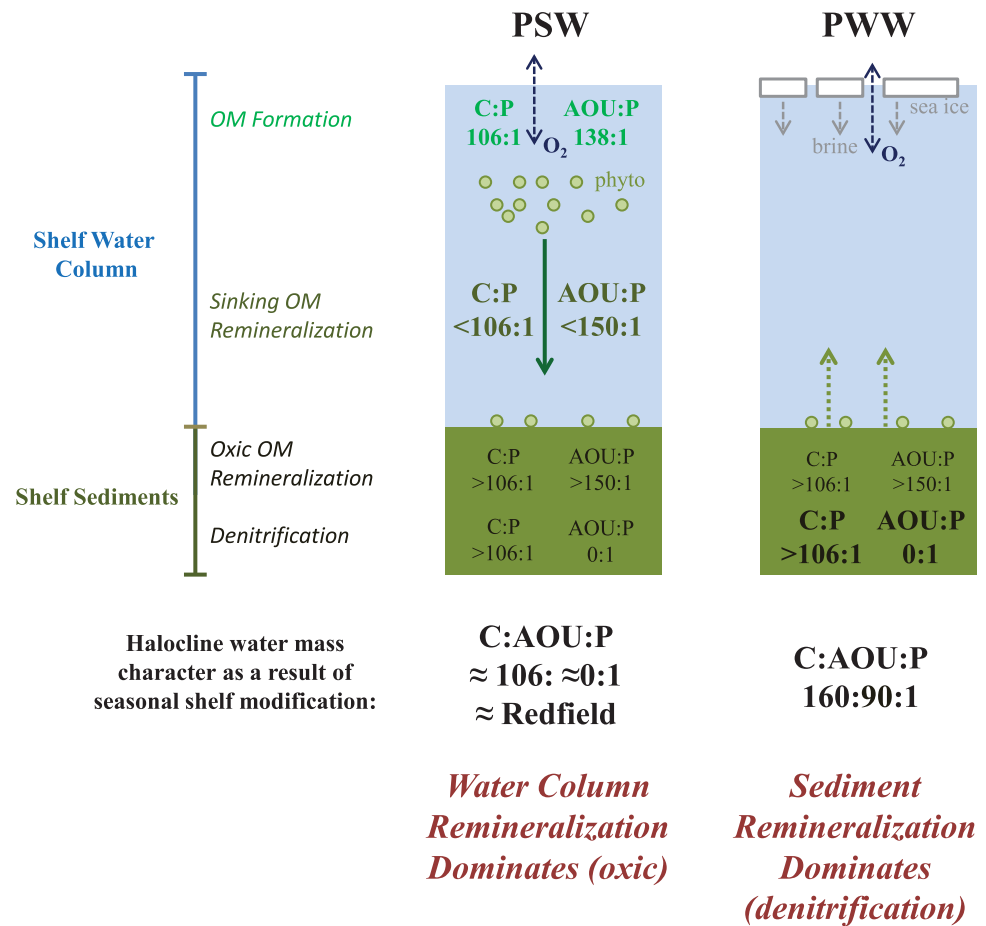 PSW
PWW
OM Formation
C:P
106:1
AOU:P
138:1
O2
sea ice
brine
O2
phyto
Shelf Water
Column
Sinking OM
Remineralization
C:P
<106:1
AOU:P
<150:1
Shelf Sediments
Oxic OM
Remineralization
C:P
>106:1
AOU:P
>150:1
C:P
>106:1
AOU:P
>150:1
Denitrification
C:P
>106:1
AOU:P
0:1
C:P
>106:1
AOU:P
0:1
Halocline water mass
character as a result of
seasonal shelf modification:
C:AOU:P
≈ 106: ≈0:1
≈ Redfield
C:AOU:P
160:90:1
Water Column
Remineralization
Dominates (oxic)
Sediment
Remineralization
Dominates
(denitrification)